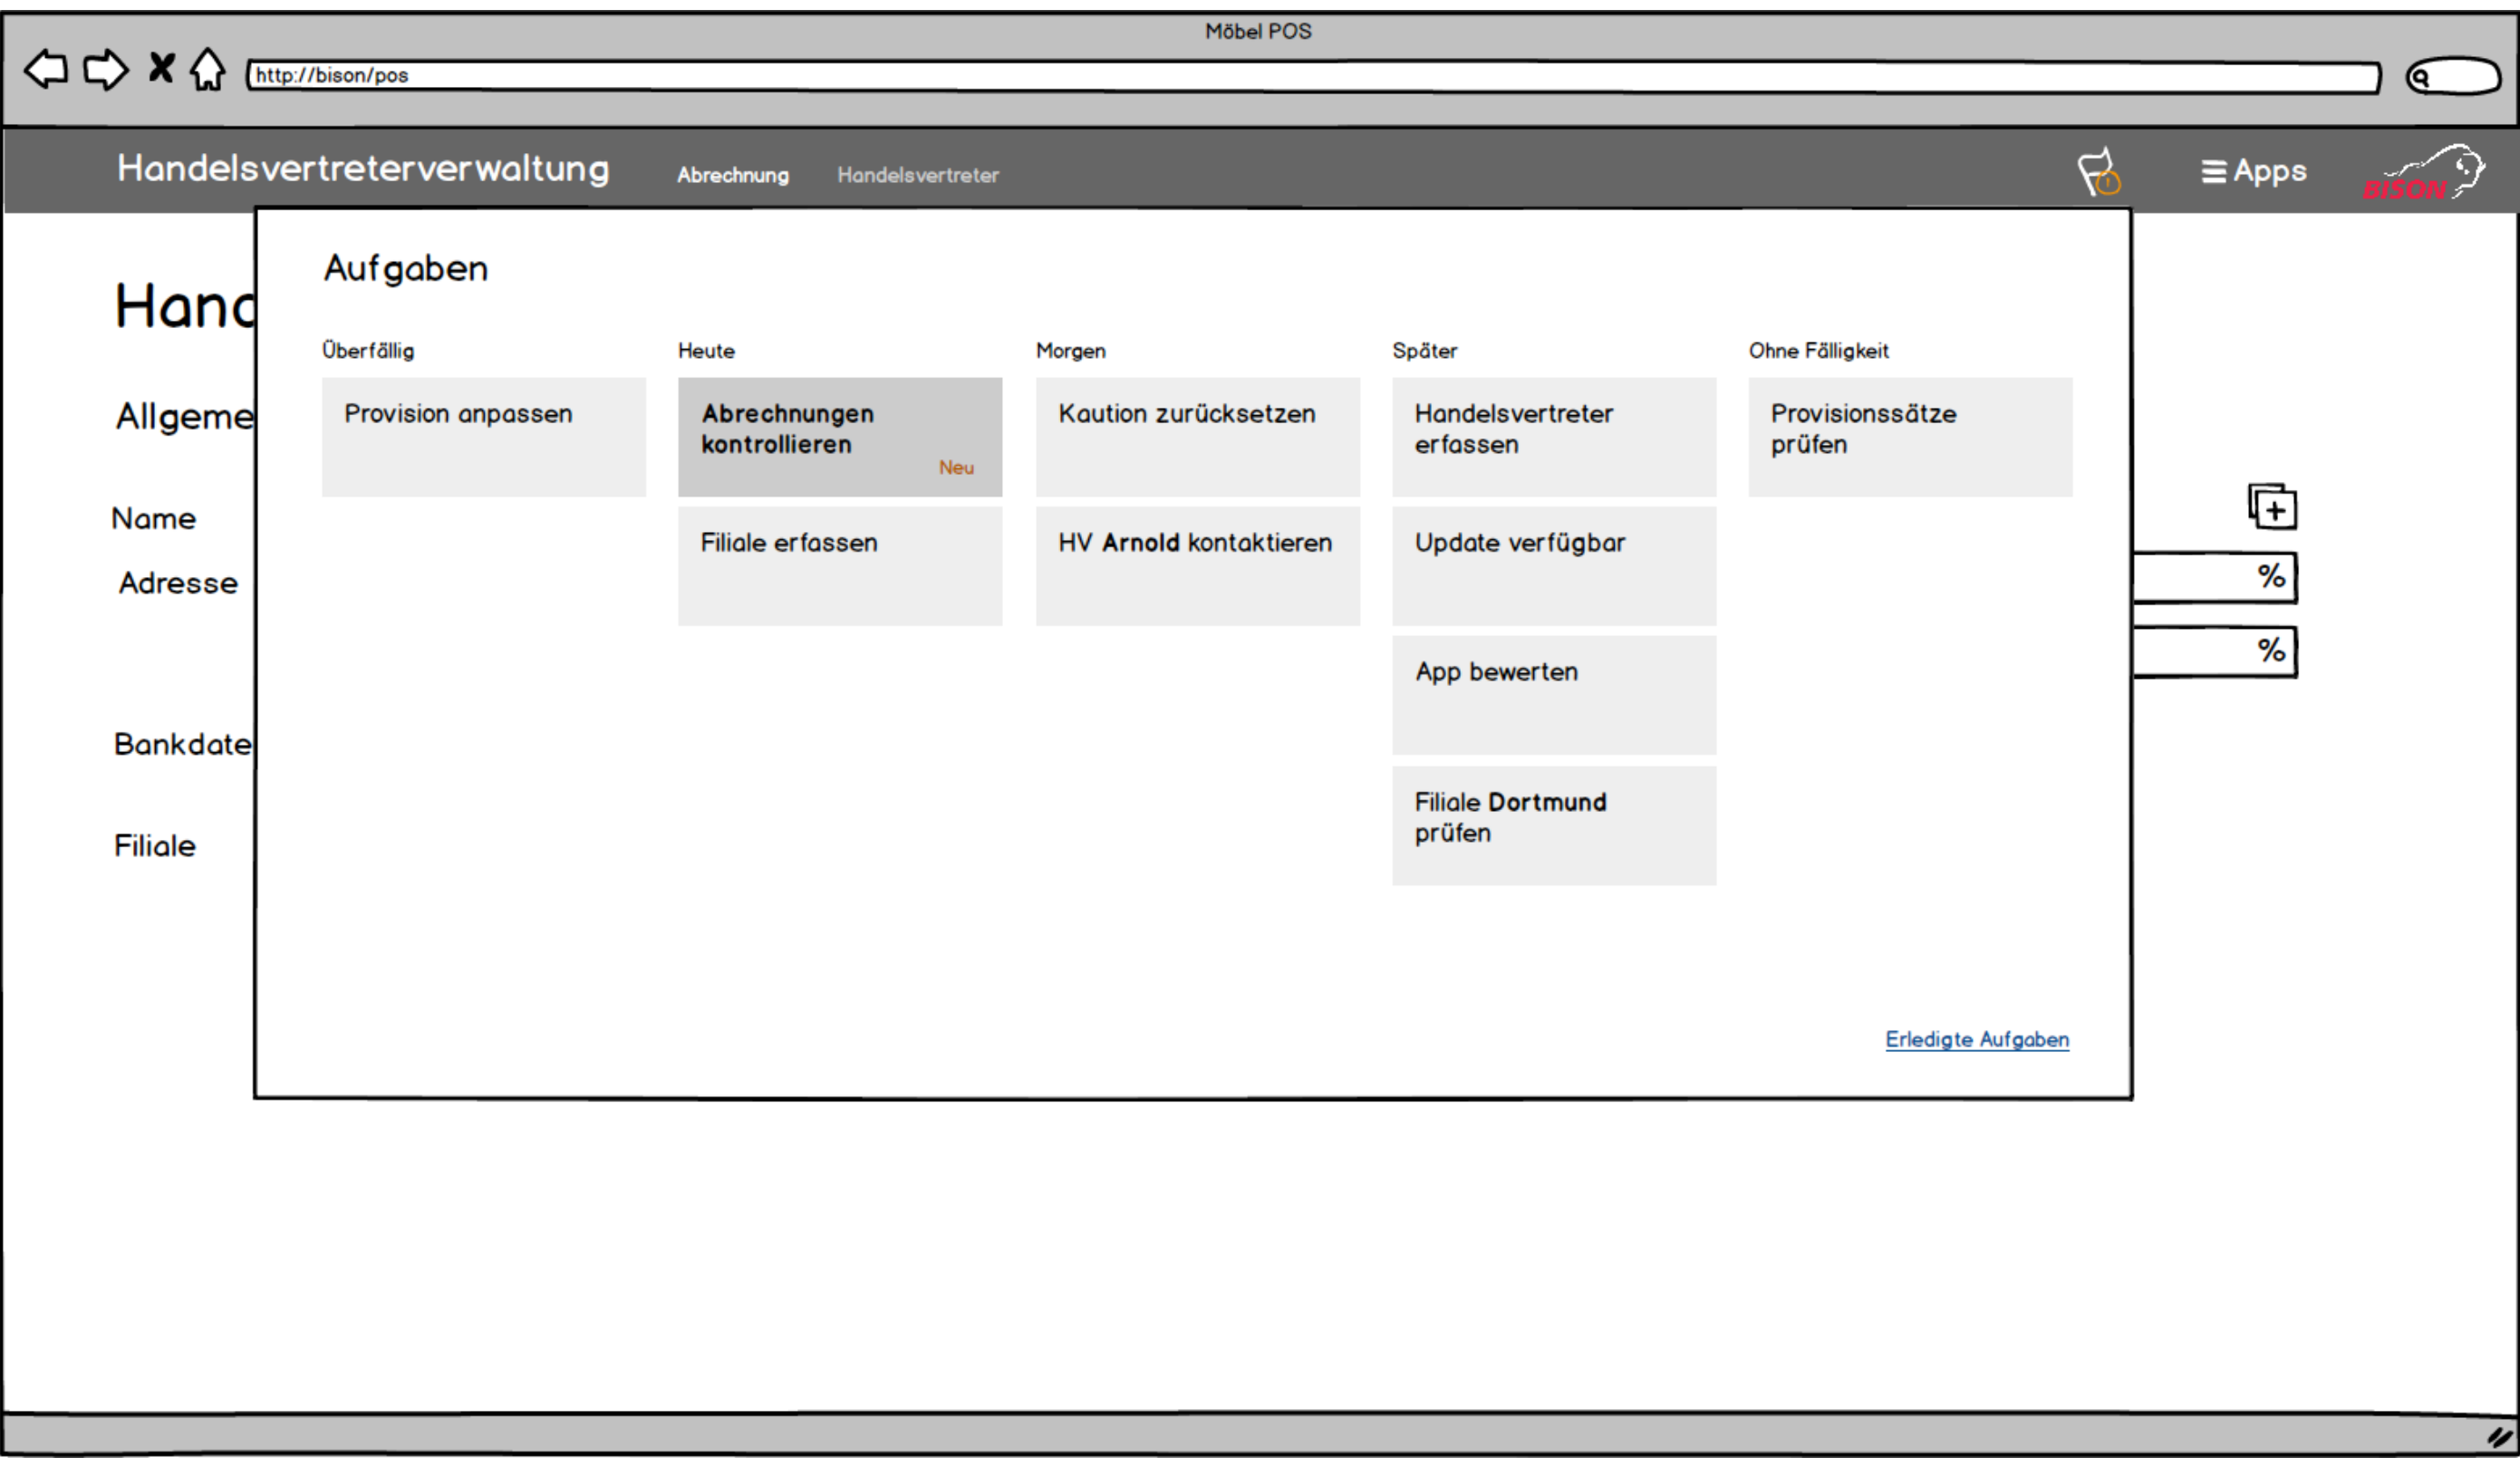 Möbel POS
http://bison/pos
Handelsvertreterverwaltung
Abrechnung
Handelsvertreter
1
Apps
BISON
Hand
Aufgaben
Überfällig
Heute
Morgen
Später
Ohne Fälligkeit
Allgeme
Provision anpassen
Abrechnungen
kontrollieren
Neu
Kaution zurücksetzen
Handelsvertreter
erfassen
Provisionssätze
prüfen
Name
Filiale erfassen
HV Arnold kontaktieren
Update verfügbar
Adresse
%
App bewerten
%
Bankdate
Filiale Dortmund
prüfen
Filiale
Erledigte Aufgaben